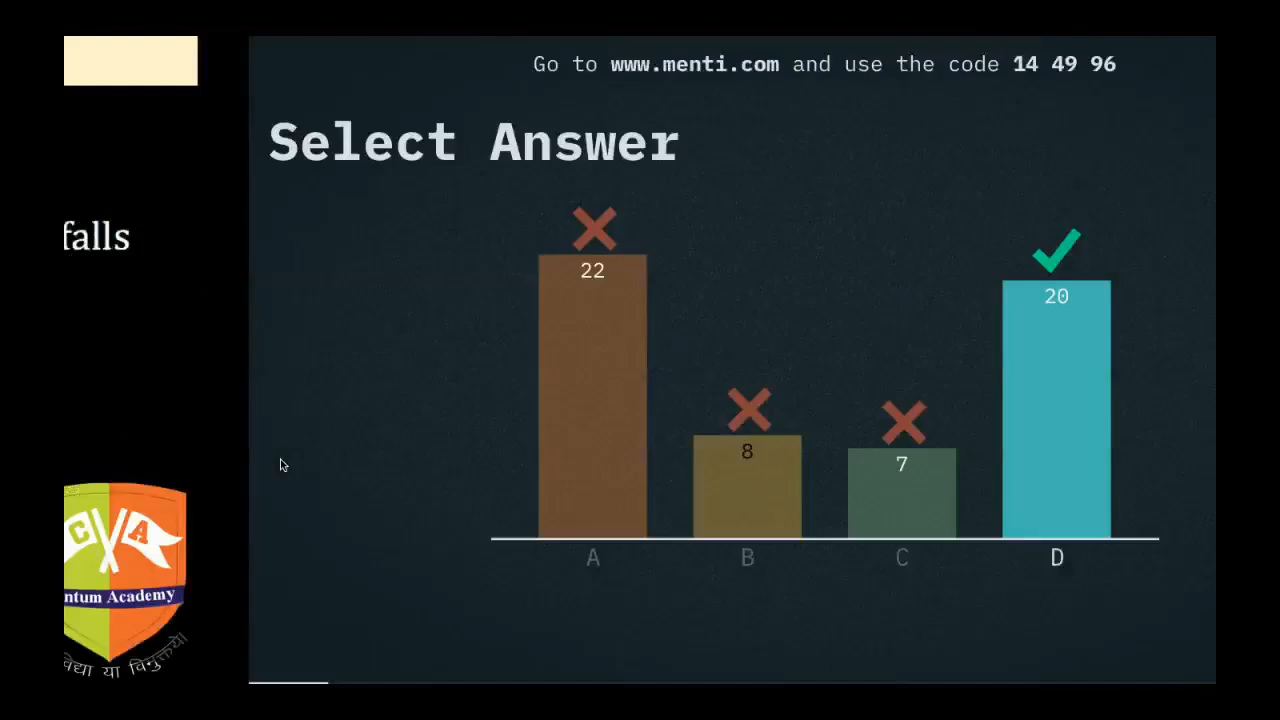 Go to www.menti.com and use the code 14 49 96
Select Answer
falls
22
8
7
20
A
B
C
D
C A
ntum Academy
विद्या या विमुक्तये।